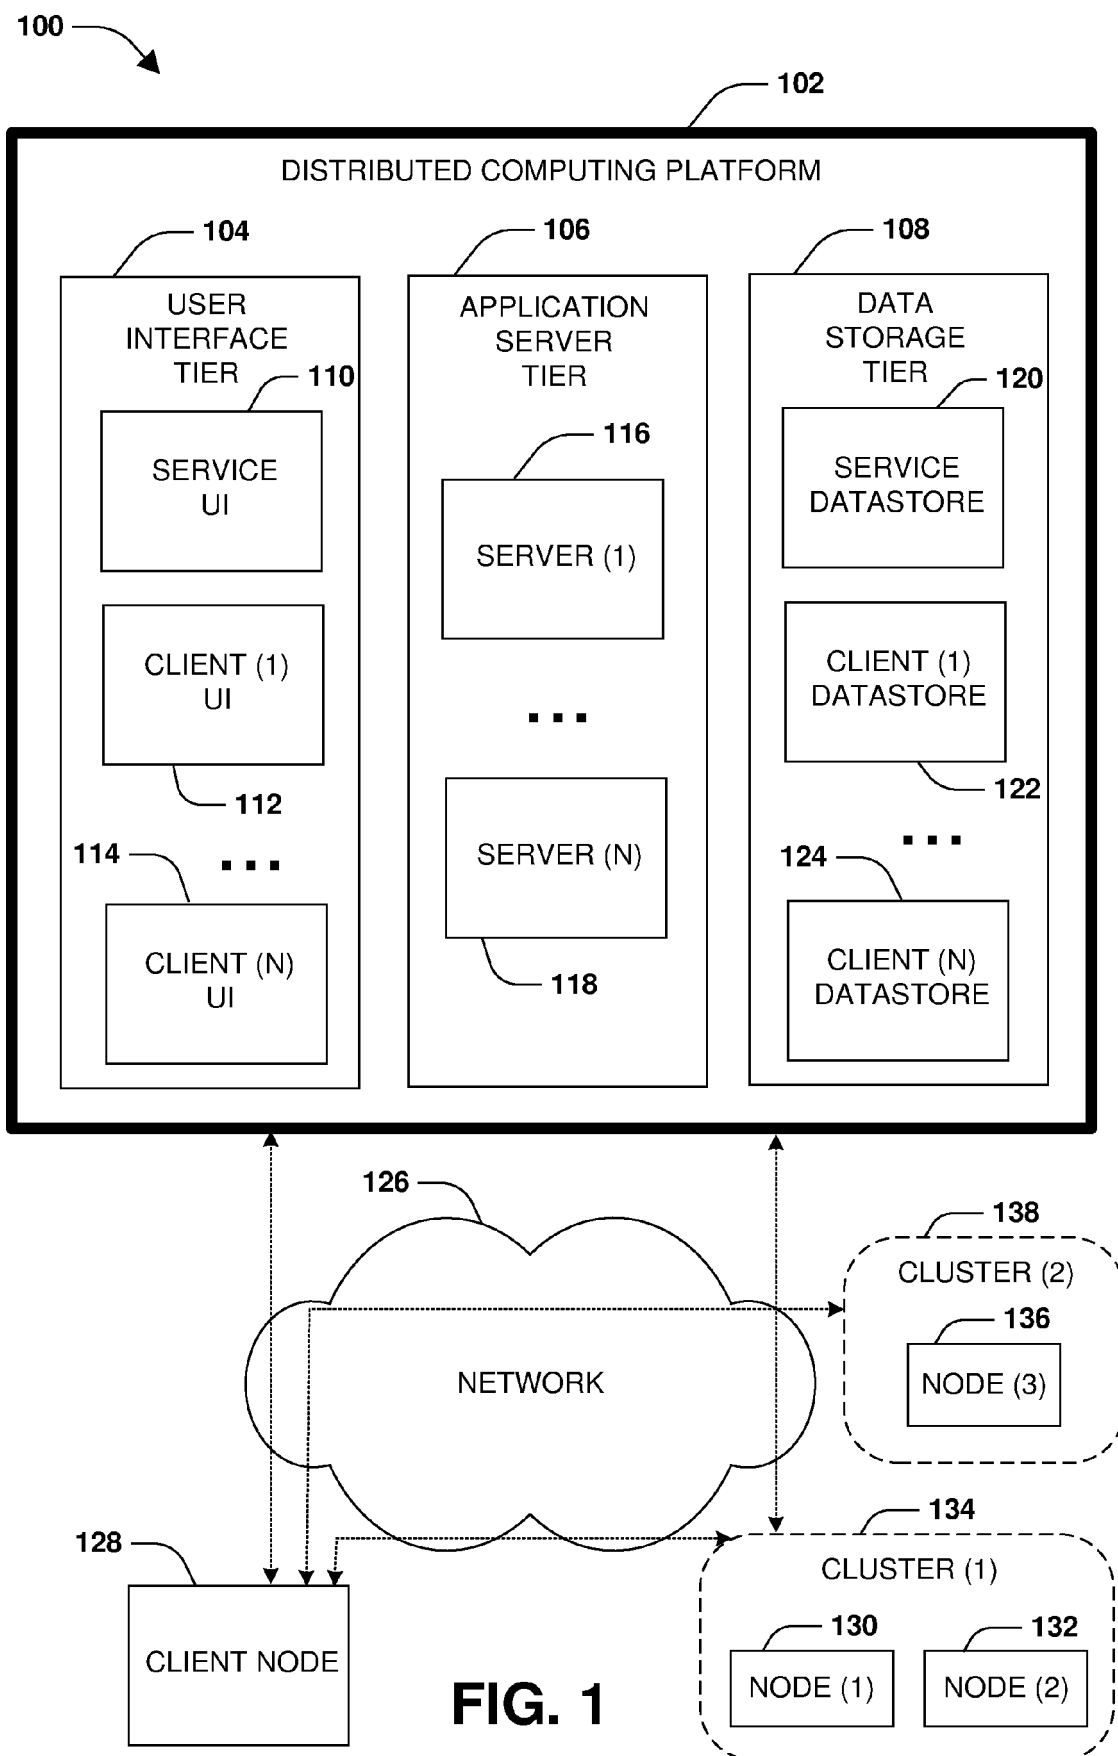 100
102
DISTRIBUTED COMPUTING PLATFORM
104
USER
INTERFACE
TIER
110
SERVICE
UI
CLIENT (1)
UI
112
114
...
CLIENT (N)
UI
106
APPLICATION
SERVER
TIER
116
SERVER (1)
...
SERVER (N)
118
108
DATA
STORAGE
TIER
120
SERVICE
DATASTORE
CLIENT (1)
DATASTORE
122
...
124
CLIENT (N)
DATASTORE
126
NETWORK
138
CLUSTER (2)
136
NODE (3)
128
CLIENT NODE
134
CLUSTER (1)
130
NODE (1)
132
NODE (2)
FIG. 1